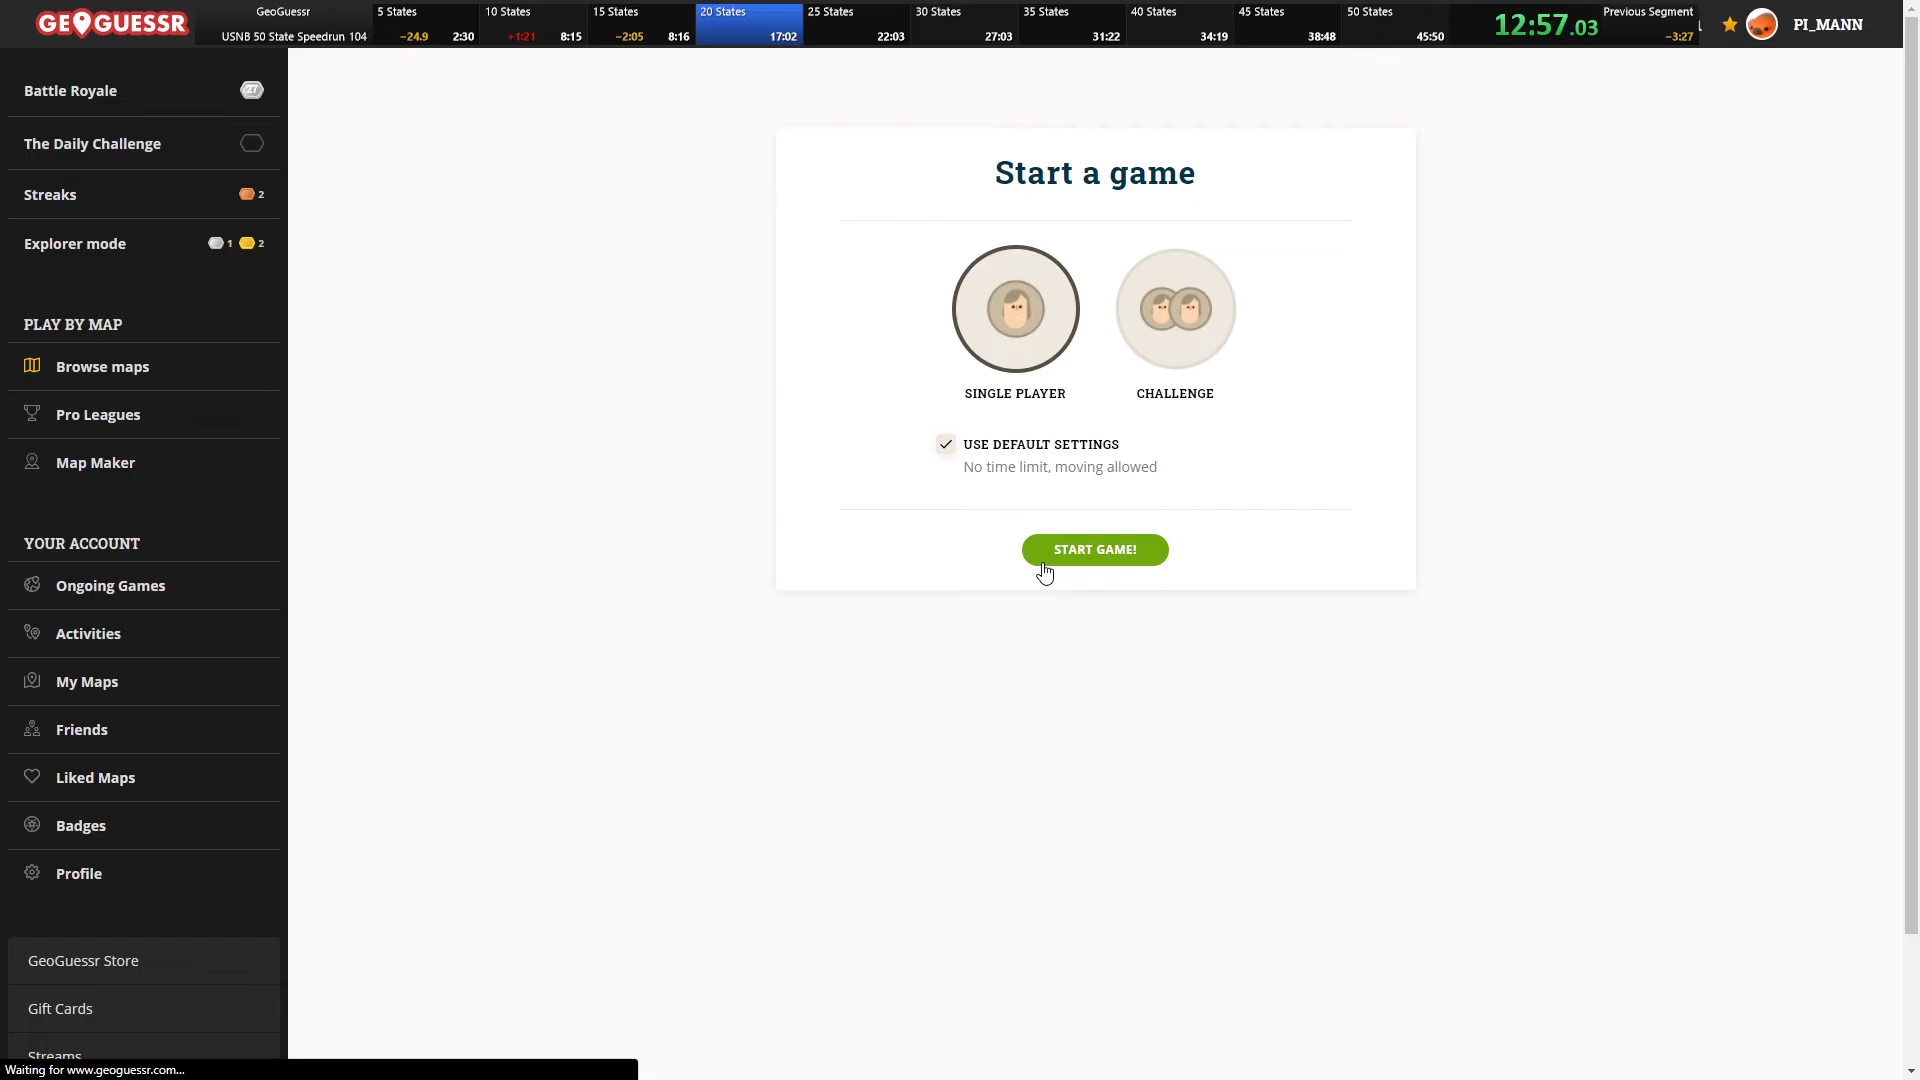 GEOGUESSR
GeoGuessr
USNB 50 State Speedrun 104
5 States
−24.9 2:30
10 States
+1:21 8:15
15 States
−2:05 8:16
20 States
17:02
25 States
22:03
30 States
27:03
35 States
31:22
40 States
34:19
45 States
38:48
50 States
45:50
12:57.03
Previous Segment
−3:27
PI_MANN
Battle Royale 27
The Daily Challenge
Streaks 2
Explorer mode 1 2
PLAY BY MAP
Browse maps
Pro Leagues
Map Maker
YOUR ACCOUNT
Ongoing Games
Activities
My Maps
Friends
Liked Maps
Badges
Profile
GeoGuessr Store
Gift Cards
Streams
Waiting for www.geoguessr.com...
Start a game
SINGLE PLAYER CHALLENGE
USE DEFAULT SETTINGS
No time limit, moving allowed
START GAME!